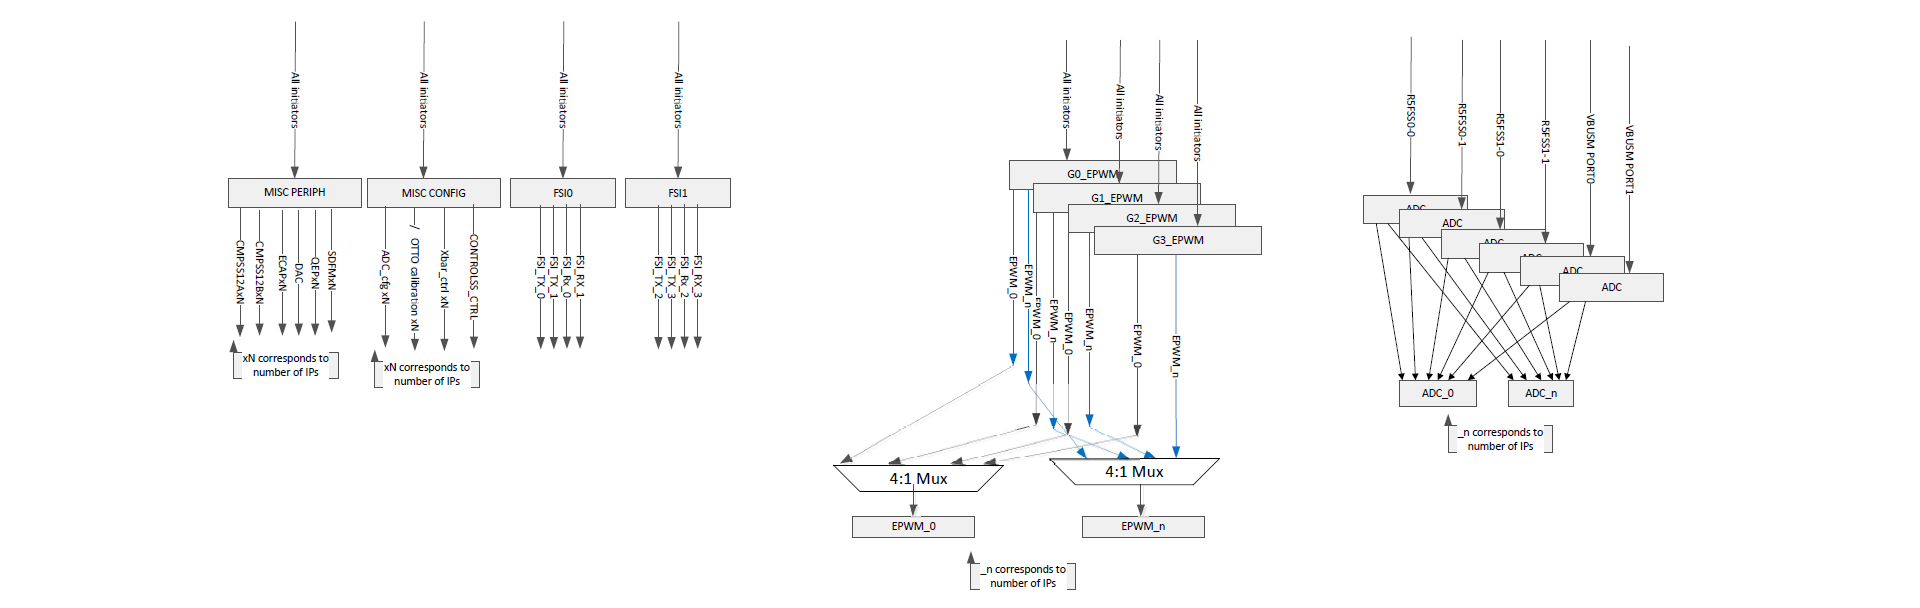 All initiators
All initiators
All initiators
All initiators
MISC PERIPH
MISC CONFIG
FSI0
FSI1
CMPSS12AxN
CMPSS12BxN
ECAPxN
DAC
QEPxN
SDFMxN
ADC_cfg xN
OTTO calibration xN
Xbar_ctrl xN
CONTROLSS_CTRL
FSI_TX_0
FSI_TX_1
FSI_Rx_0
FSI_RX_1
FSI_TX_2
FSI_TX_3
FSI_Rx_2
FSI_RX_3
xN corresponds to
number of IPs
xN corresponds to
number of IPs
All initiators
All initiators
All initiators
All initiators
G0_EPWM
G1_EPWM
G2_EPWM
G3_EPWM
EPWM_0
EPWM_n
EPWM_0
EPWM_n
EPWM_0
EPWM_n
EPWM_0
EPWM_n
4:1 Mux
4:1 Mux
EPWM_0
EPWM_n
_n corresponds to
number of IPs
R5FSS0-0
R5FSS0-1
R5FSS1-0
R5FSS1-1
VBUSM PORT0
VBUSM PORT1
ADC
ADC
ADC
ADC
ADC
ADC
ADC_0
ADC_n
_n corresponds to
number of IPs